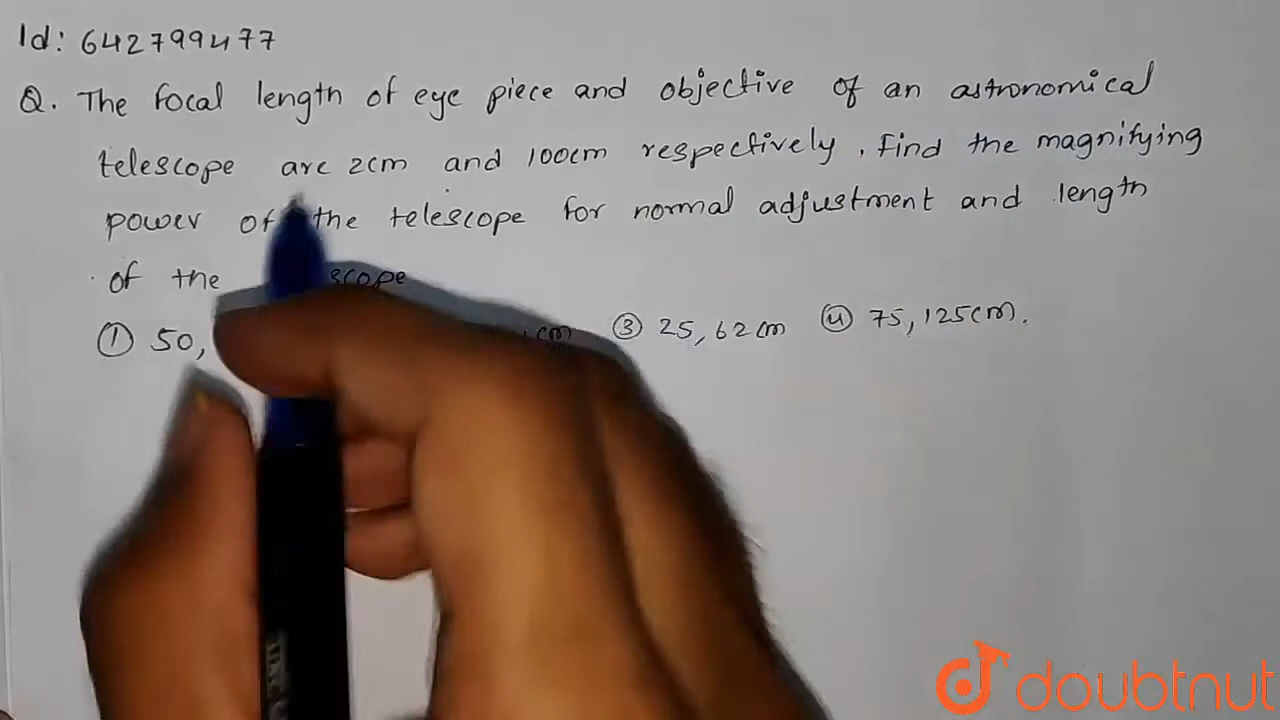 Id: 642799477
Q. The focal length of eye piece and objective of an astronomical
telescope are 2cm and 100cm respectively. Find the magnifying
power of the telescope for normal adjustment and length
of the scope
① 50, cm ③ 25, 62cm ④ 75, 125cm.
doubtnut